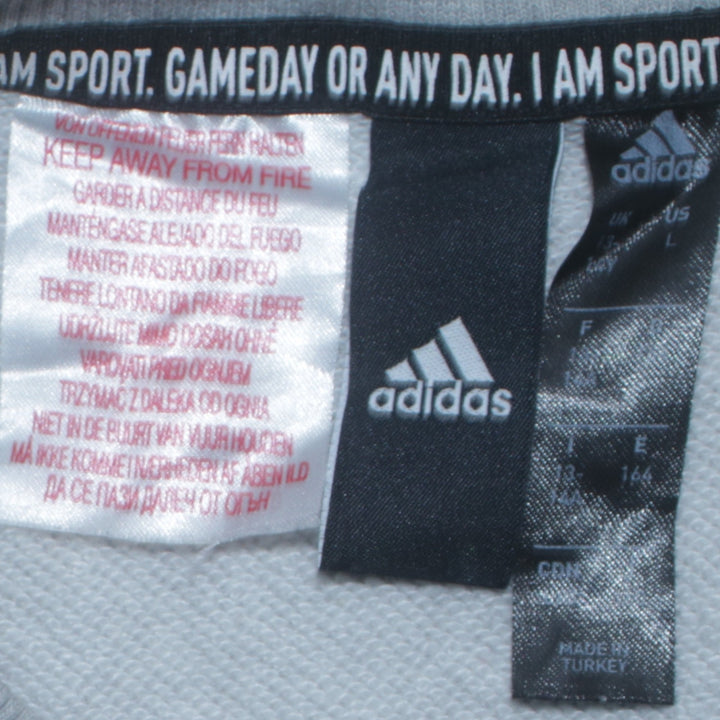 AM SPORT. GAMEDAY OR ANY DAY. I AM SPORT
VON OFFENEM FEUER FERN HALTEN
KEEP AWAY FROM FIRE
GARDER A DISTANCE DU FEU
MANTÉNGASE ALEJADO DEL FUEGO
MANTER AFASTADO DO FOGO
TENERE LONTANO DA FIAMME LIBERE
UDRŽUJTE MIMO DOSAH OHNĚ
VAROVATI PRED OGNJEM
TRZYMAĆ Z DALEKA OD OGNIA
NIET IN DE BUURT VAN VUUR HOUDEN
MÅ IKKE KOMME I NÆRHEDEN AF ÅBEN ILD
ДА СЕ ПАЗИ ДАЛЕЧ ОТ ОГЪН
adidas
adidas
UK US
13- L
14Y
F
I E
13- 164
14A
MADE IN
TURKEY